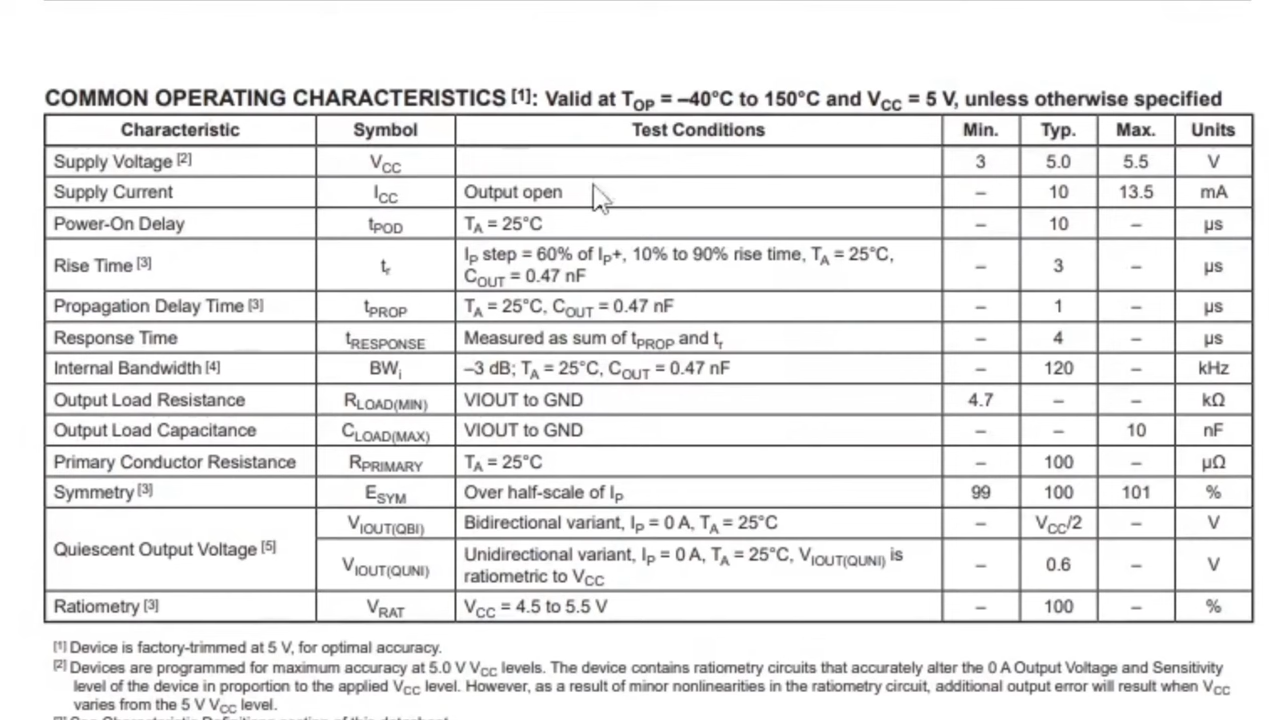 COMMON OPERATING CHARACTERISTICS [1]: Valid at TOP = –40°C to 150°C and VCC = 5 V, unless otherwise specified
Characteristic Symbol Test Conditions Min. Typ. Max. Units
Supply Voltage [2] VCC 3 5.0 5.5 V
Supply Current ICC Output open – 10 13.5 mA
Power-On Delay tPOD TA = 25°C – 10 – µs
Rise Time [3] tr IP step = 60% of IP+, 10% to 90% rise time, TA = 25°C,
COUT = 0.47 nF – 3 – µs
Propagation Delay Time [3] tPROP TA = 25°C, COUT = 0.47 nF – 1 – µs
Response Time tRESPONSE Measured as sum of tPROP and tr – 4 – µs
Internal Bandwidth [4] BWi –3 dB; TA = 25°C, COUT = 0.47 nF – 120 – kHz
Output Load Resistance RLOAD(MIN) VIOUT to GND 4.7 – – kΩ
Output Load Capacitance CLOAD(MAX) VIOUT to GND – – 10 nF
Primary Conductor Resistance RPRIMARY TA = 25°C – 100 – µΩ
Symmetry [3] ESYM Over half-scale of IP 99 100 101 %
Quiescent Output Voltage [5] VIOUT(QBI) Bidirectional variant, IP = 0 A, TA = 25°C – VCC/2 – V
VIOUT(QUNI) Unidirectional variant, IP = 0 A, TA = 25°C, VIOUT(QUNI) is
ratiometric to VCC – 0.6 – V
Ratiometry [3] VRAT VCC = 4.5 to 5.5 V – 100 – %
[1] Device is factory-trimmed at 5 V, for optimal accuracy.
[2] Devices are programmed for maximum accuracy at 5.0 V VCC levels. The device contains ratiometry circuits that accurately alter the 0 A Output Voltage and Sensitivity
level of the device in proportion to the applied VCC level. However, as a result of minor nonlinearities in the ratiometry circuit, additional output error will result when VCC
varies from the 5 V VCC level.